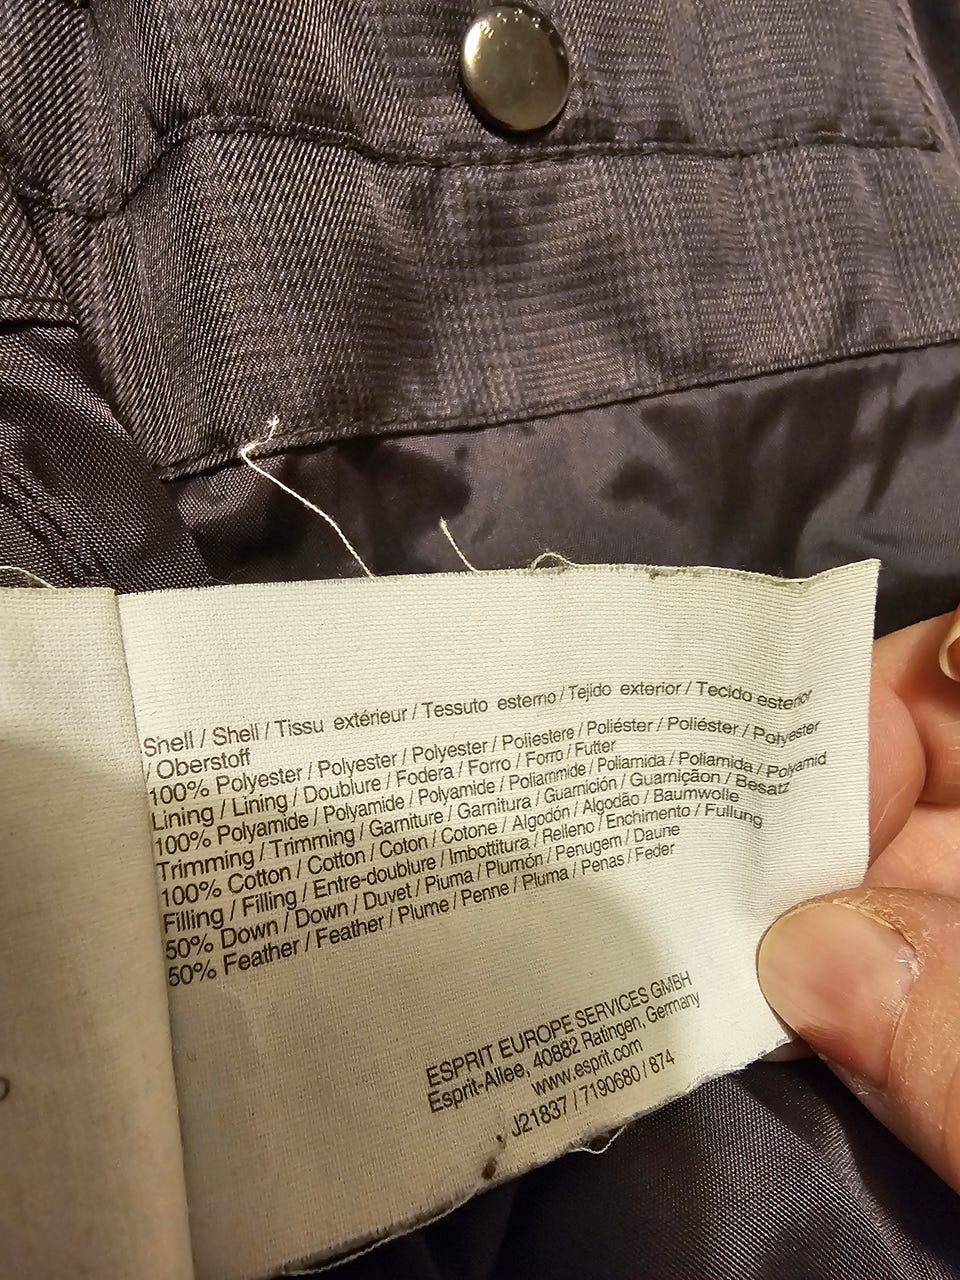 Shell / Shell / Tissu extérieur / Tessuto esterno / Tejido exterior / Tecido esterior
/ Oberstoff
100% Polyester / Polyester / Polyester / Poliestere / Poliéster / Poliéster / Polyester
Lining / Lining / Doublure / Fodera / Forro / Forro / Futter
100% Polyamide / Polyamide / Polyamide / Poliammide / Poliamida / Poliamida / Polyamid
Trimming / Trimming / Garniture / Garnitura / Guarnición / Guarniçãon / Besatz
100% Cotton / Cotton / Coton / Cotone / Algodón / Algodão / Baumwolle
Filling / Filling / Entre-doublure / Imbottitura / Relleno / Enchimento / Fullung
50% Down / Down / Duvet / Piuma / Plumón / Penugem / Daune
50% Feather / Feather / Plume / Penne / Pluma / Penas / Feder
ESPRIT EUROPE SERVICES GMBH
Esprit-Allee, 40882 Ratingen, Germany
www.esprit.com
J21837 / 7190680 / 874